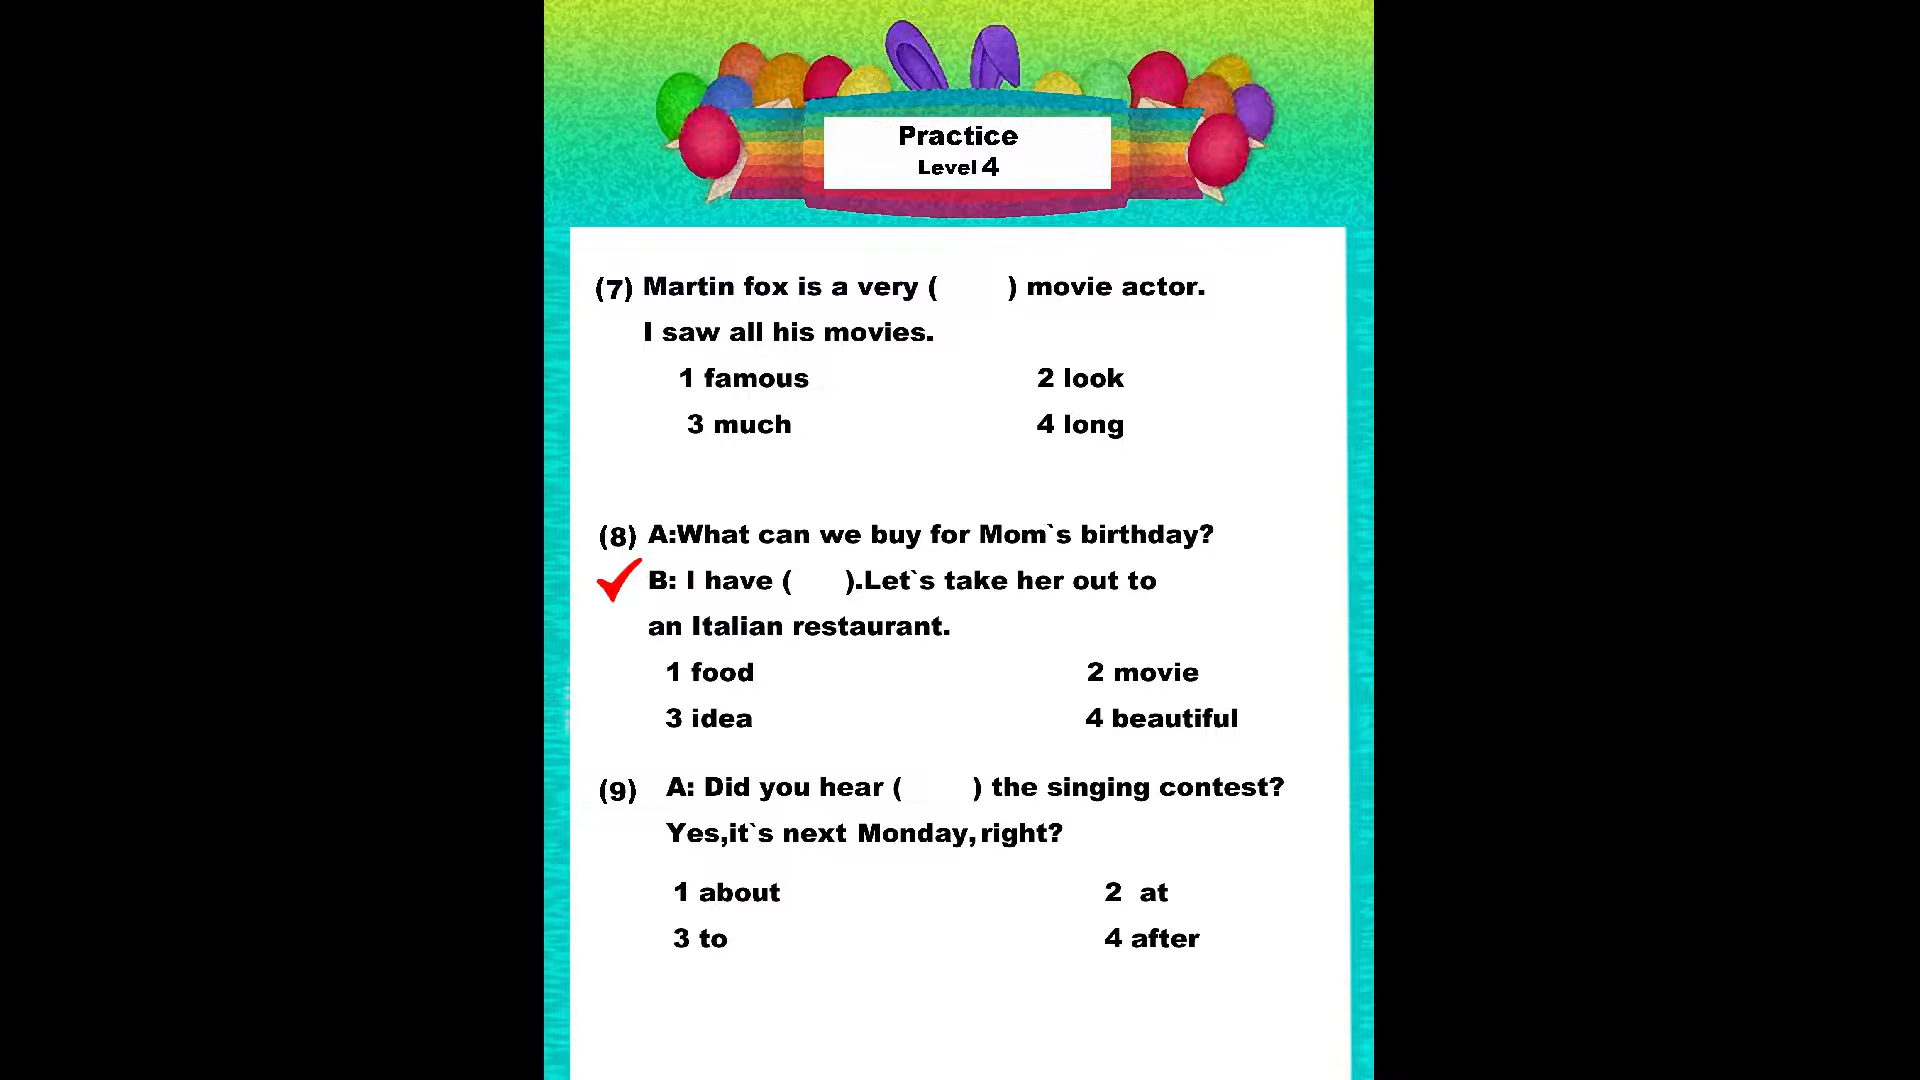 Practice
Level 4
(7) Martin fox is a very (        ) movie actor.
I saw all his movies.
1 famous 2 look
3 much 4 long
(8) A:What can we buy for Mom`s birthday?
B: I have (      ).Let`s take her out to
an Italian restaurant.
1 food 2 movie
3 idea 4 beautiful
(9) A: Did you hear (        ) the singing contest?
Yes,it`s next Monday,right?
1 about 2 at
3 to 4 after